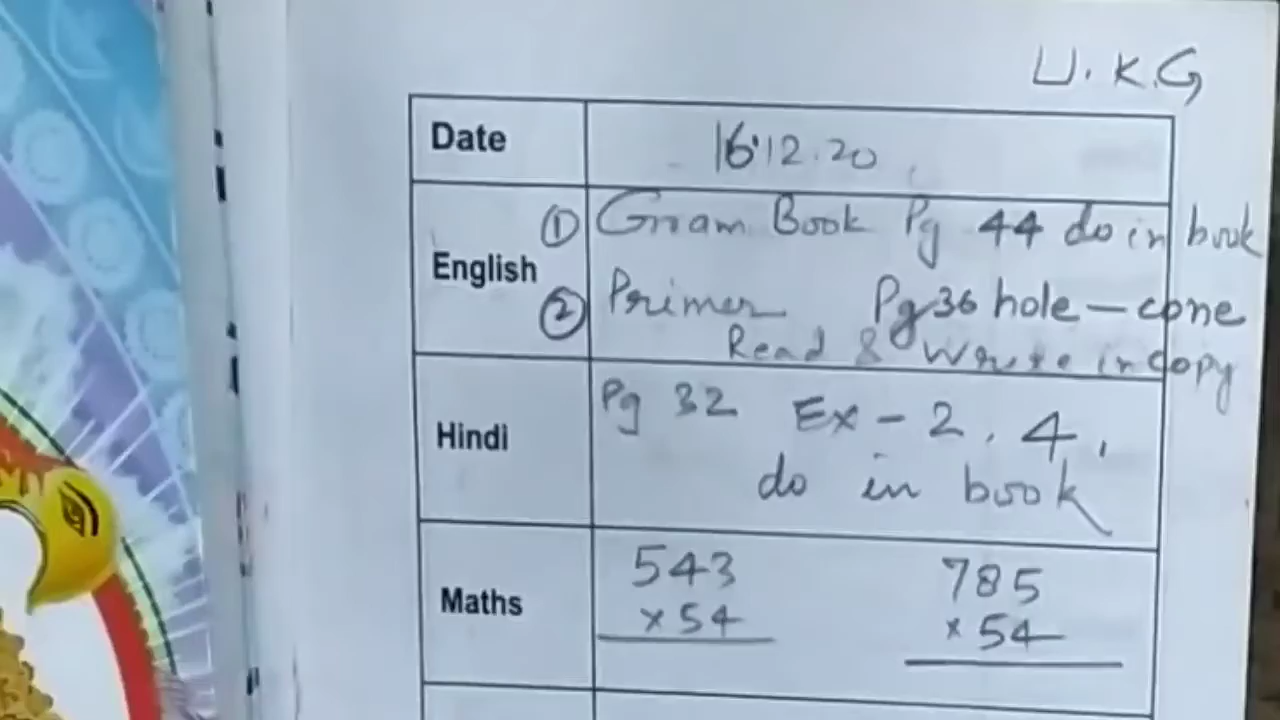 U.K.G
Date 16.12.20
English ① Gram Book Pg 44 do in book
② Primer Pg 36 hole – cone
Read & Write in copy
Hindi Pg 32 Ex – 2, 4,
do in book
Maths 543 785
x 54 x 54